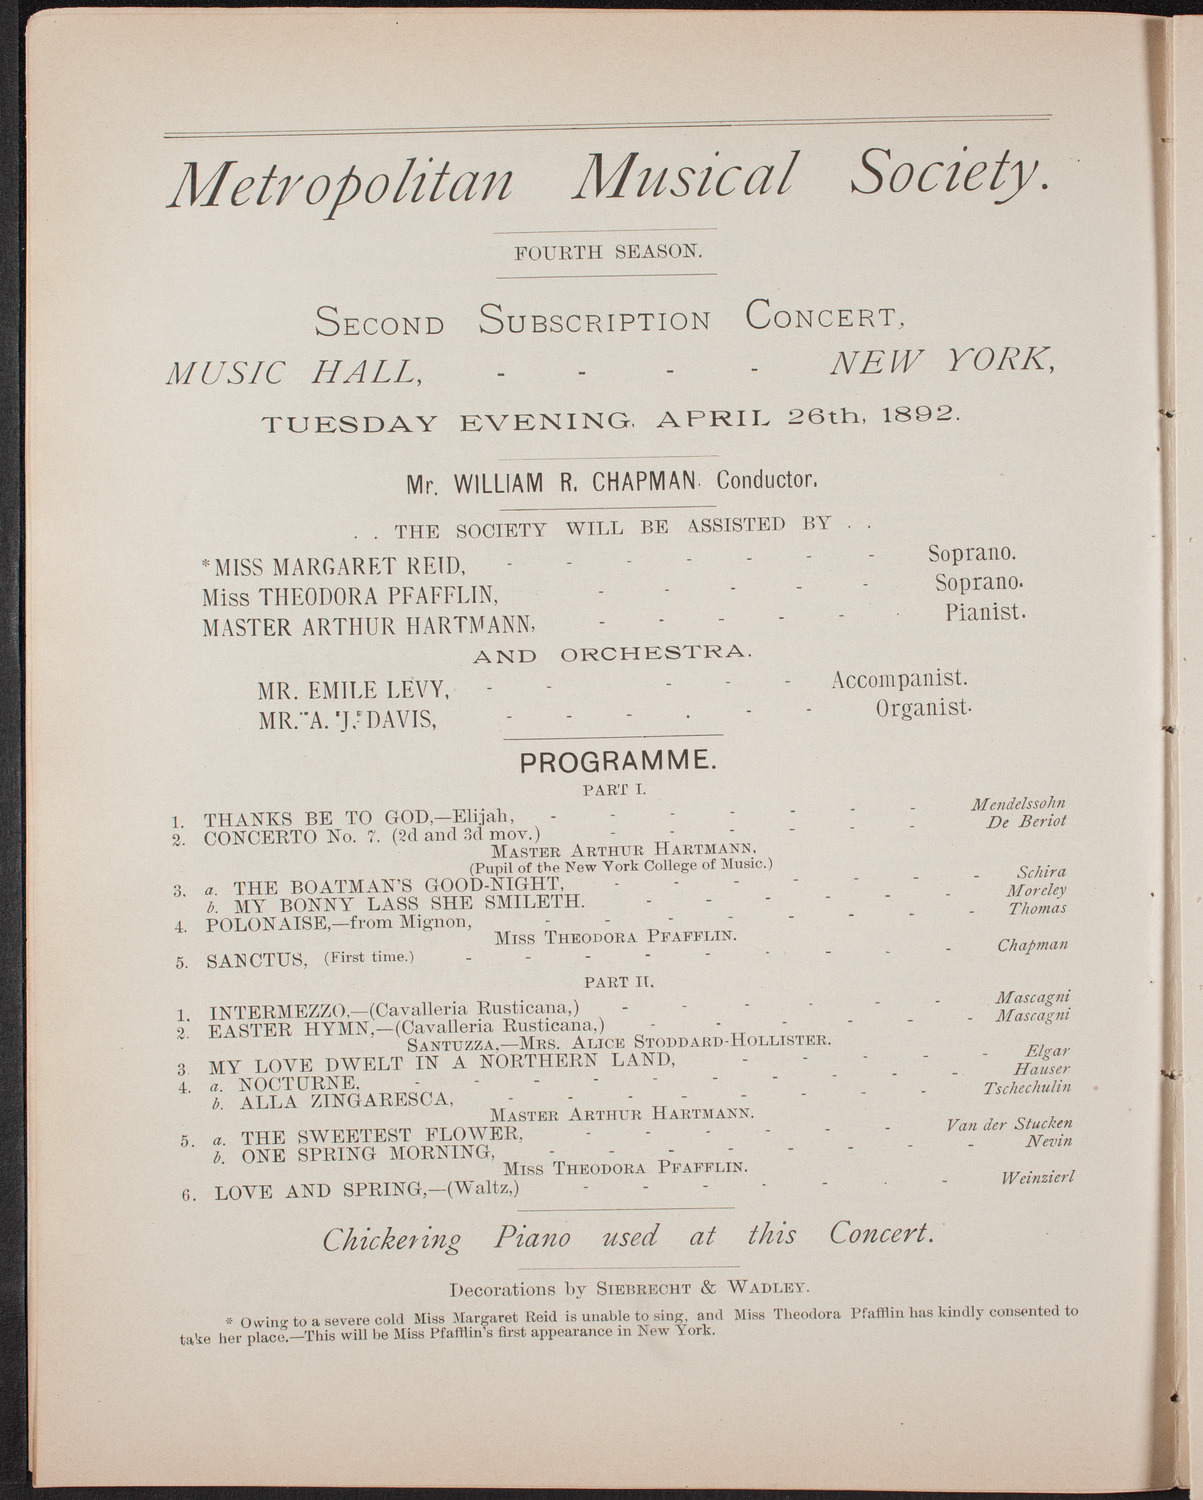 Metropolitan Musical Society.
FOURTH SEASON.
SECOND SUBSCRIPTION CONCERT,
MUSIC HALL, - - - - NEW YORK,
TUESDAY EVENING, APRIL 26th, 1892.
Mr. WILLIAM R. CHAPMAN. Conductor.
. . THE SOCIETY WILL BE ASSISTED BY . .
*MISS MARGARET REID, - - - - - - - Soprano.
Miss THEODORA PFAFFLIN, - - - - - Soprano.
MASTER ARTHUR HARTMANN, - - - - - . Pianist.
AND ORCHESTRA.
MR. EMILE LEVY, - - - - - Accompanist.
MR. A. J. DAVIS, - - - . - - Organist.
PROGRAMME.
PART I.
1. THANKS BE TO GOD,—Elijah, - - - - - - - Mendelssohn
2. CONCERTO No. 7. (2d and 3d mov.) - - - - - - De Beriot
MASTER ARTHUR HARTMANN.
(Pupil of the New York College of Music.)
3. a. THE BOATMAN'S GOOD-NIGHT, - - - - - - - Schira
b. MY BONNY LASS SHE SMILETH. - - - - - - Moreley
4. POLONAISE,—from Mignon, - - - - - - - - Thomas
MISS THEODORA PFAFFLIN.
5. SANCTUS, (First time.) - - - - - - - - - Chapman
PART II.
1. INTERMEZZO,—(Cavalleria Rusticana,) - - - - - - Mascagni
2. EASTER HYMN,—(Cavalleria Rusticana,) - - - - - - Mascagni
SANTUZZA,—MRS. ALICE STODDARD-HOLLISTER.
3. MY LOVE DWELT IN A NORTHERN LAND, - - - - - Elgar
4. a. NOCTURNE, - - - - - - - - - - Hauser
b. ALLA ZINGARESCA, - - - - - - - - Tschechulin
MASTER ARTHUR HARTMANN.
5. a. THE SWEETEST FLOWER, - - - - - - Van der Stucken
b. ONE SPRING MORNING, - - - - - - - - Nevin
MISS THEODORA PFAFFLIN.
6. LOVE AND SPRING,—(Waltz,) - - - - - - - Weinzierl
Chickering Piano used at this Concert.
Decorations by SIEBRECHT & WADLEY.
* Owing to a severe cold Miss Margaret Reid is unable to sing, and Miss Theodora Pfafflin has kindly consented to
take her place.—This will be Miss Pfafflin's first appearance in New York.